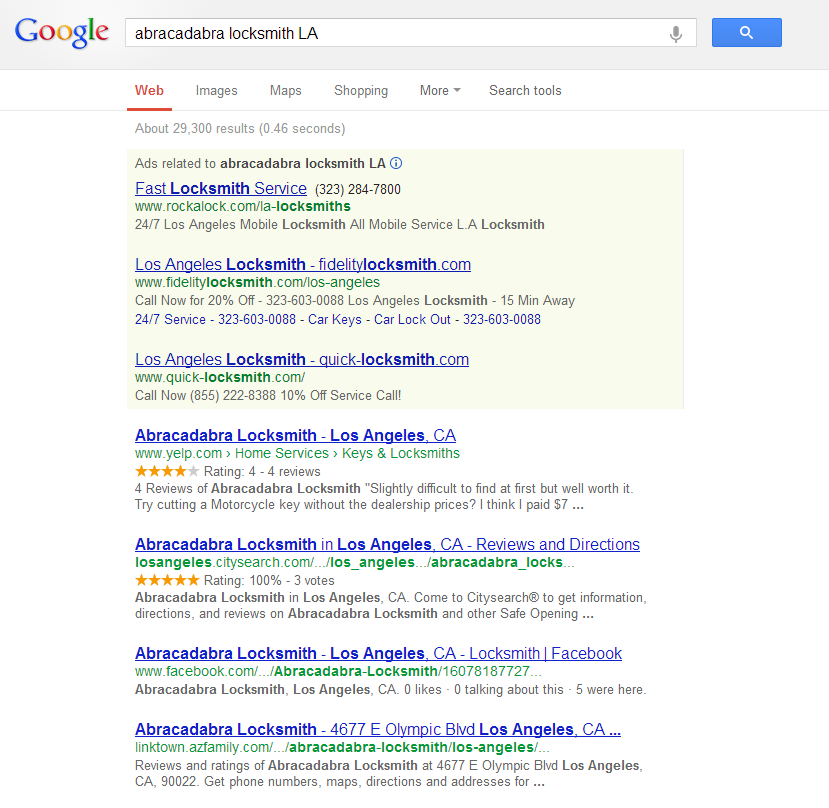 Google
abracadabra locksmith LA
Web Images Maps Shopping More Search tools
About 29,300 results (0.46 seconds)
Ads related to abracadabra locksmith LA
Fast Locksmith Service (323) 284-7800
www.rockalock.com/la-locksmiths
24/7 Los Angeles Mobile Locksmith All Mobile Service L.A Locksmith
Los Angeles Locksmith - fidelitylocksmith.com
www.fidelitylocksmith.com/los-angeles
Call Now for 20% Off - 323-603-0088 Los Angeles Locksmith - 15 Min Away
24/7 Service - 323-603-0088 - Car Keys - Car Lock Out - 323-603-0088
Los Angeles Locksmith - quick-locksmith.com
www.quick-locksmith.com/
Call Now (855) 222-8388 10% Off Service Call!
Abracadabra Locksmith - Los Angeles, CA
www.yelp.com › Home Services › Keys & Locksmiths
Rating: 4 - 4 reviews
4 Reviews of Abracadabra Locksmith "Slightly difficult to find at first but well worth it.
Try cutting a Motorcycle key without the dealership prices? I think I paid $7 ...
Abracadabra Locksmith in Los Angeles, CA - Reviews and Directions
losangeles.citysearch.com/.../los_angeles.../abracadabra_locks...
Rating: 100% - 3 votes
Abracadabra Locksmith in Los Angeles, CA. Come to Citysearch® to get information,
directions, and reviews on Abracadabra Locksmith and other Safe Opening ...
Abracadabra Locksmith - Los Angeles, CA - Locksmith | Facebook
www.facebook.com/.../Abracadabra-Locksmith/16078187727...
Abracadabra Locksmith, Los Angeles, CA. 0 likes · 0 talking about this · 5 were here.
Abracadabra Locksmith - 4677 E Olympic Blvd Los Angeles, CA ...
linktown.azfamily.com/.../abracadabra-locksmith/los-angeles/...
Reviews and ratings of Abracadabra Locksmith at 4677 E Olympic Blvd Los Angeles,
CA, 90022. Get phone numbers, maps, directions and addresses for ...